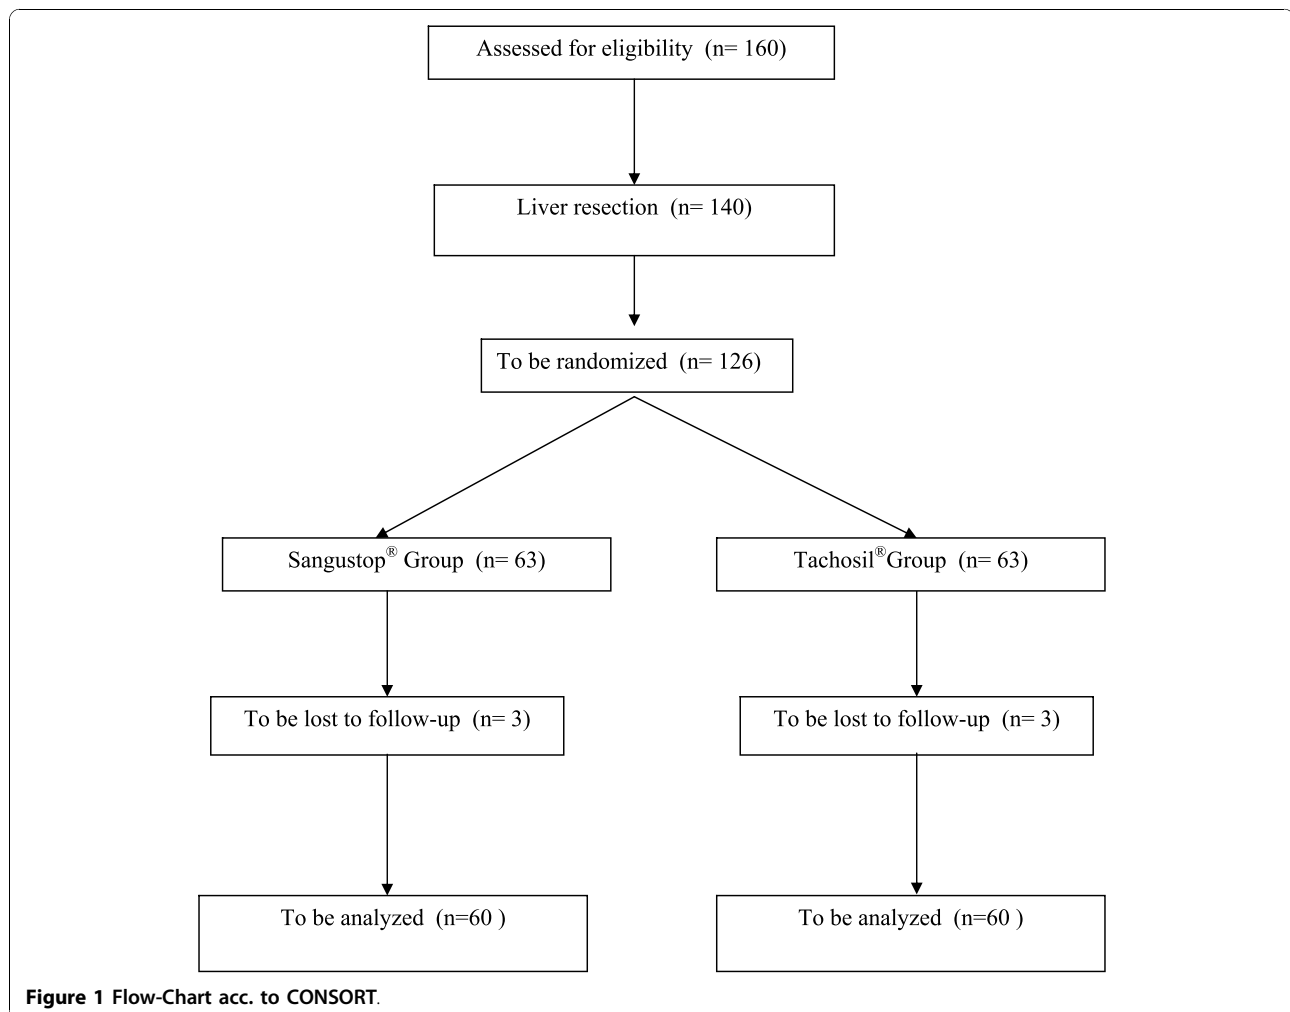 Assessed for eligibility (n= 160)
Liver resection (n= 140)
To be randomized (n= 126)
Sangustop® Group (n= 63)
Tachosil®Group (n= 63)
To be lost to follow-up (n= 3)
To be lost to follow-up (n= 3)
To be analyzed (n=60 )
To be analyzed (n=60 )
Figure 1 Flow-Chart acc. to CONSORT.